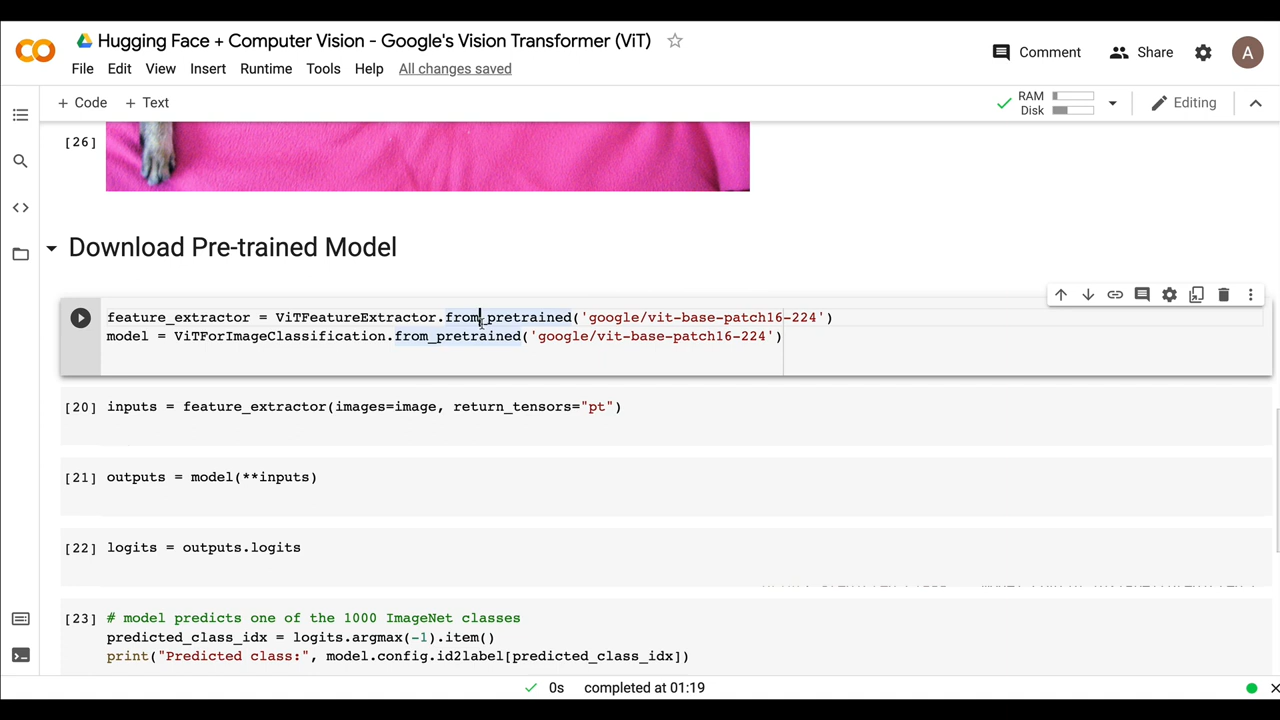 Hugging Face + Computer Vision - Google's Vision Transformer (ViT)
File Edit View Insert Runtime Tools Help All changes saved
Comment Share A
+ Code + Text
RAM
Disk
Editing
[26]
Download Pre-trained Model
feature_extractor = ViTFeatureExtractor.from_pretrained('google/vit-base-patch16-224')
model = ViTForImageClassification.from_pretrained('google/vit-base-patch16-224')
[20] inputs = feature_extractor(images=image, return_tensors="pt")
[21] outputs = model(**inputs)
[22] logits = outputs.logits
[23] # model predicts one of the 1000 ImageNet classes
predicted_class_idx = logits.argmax(-1).item()
print("Predicted class:", model.config.id2label[predicted_class_idx])
0s completed at 01:19